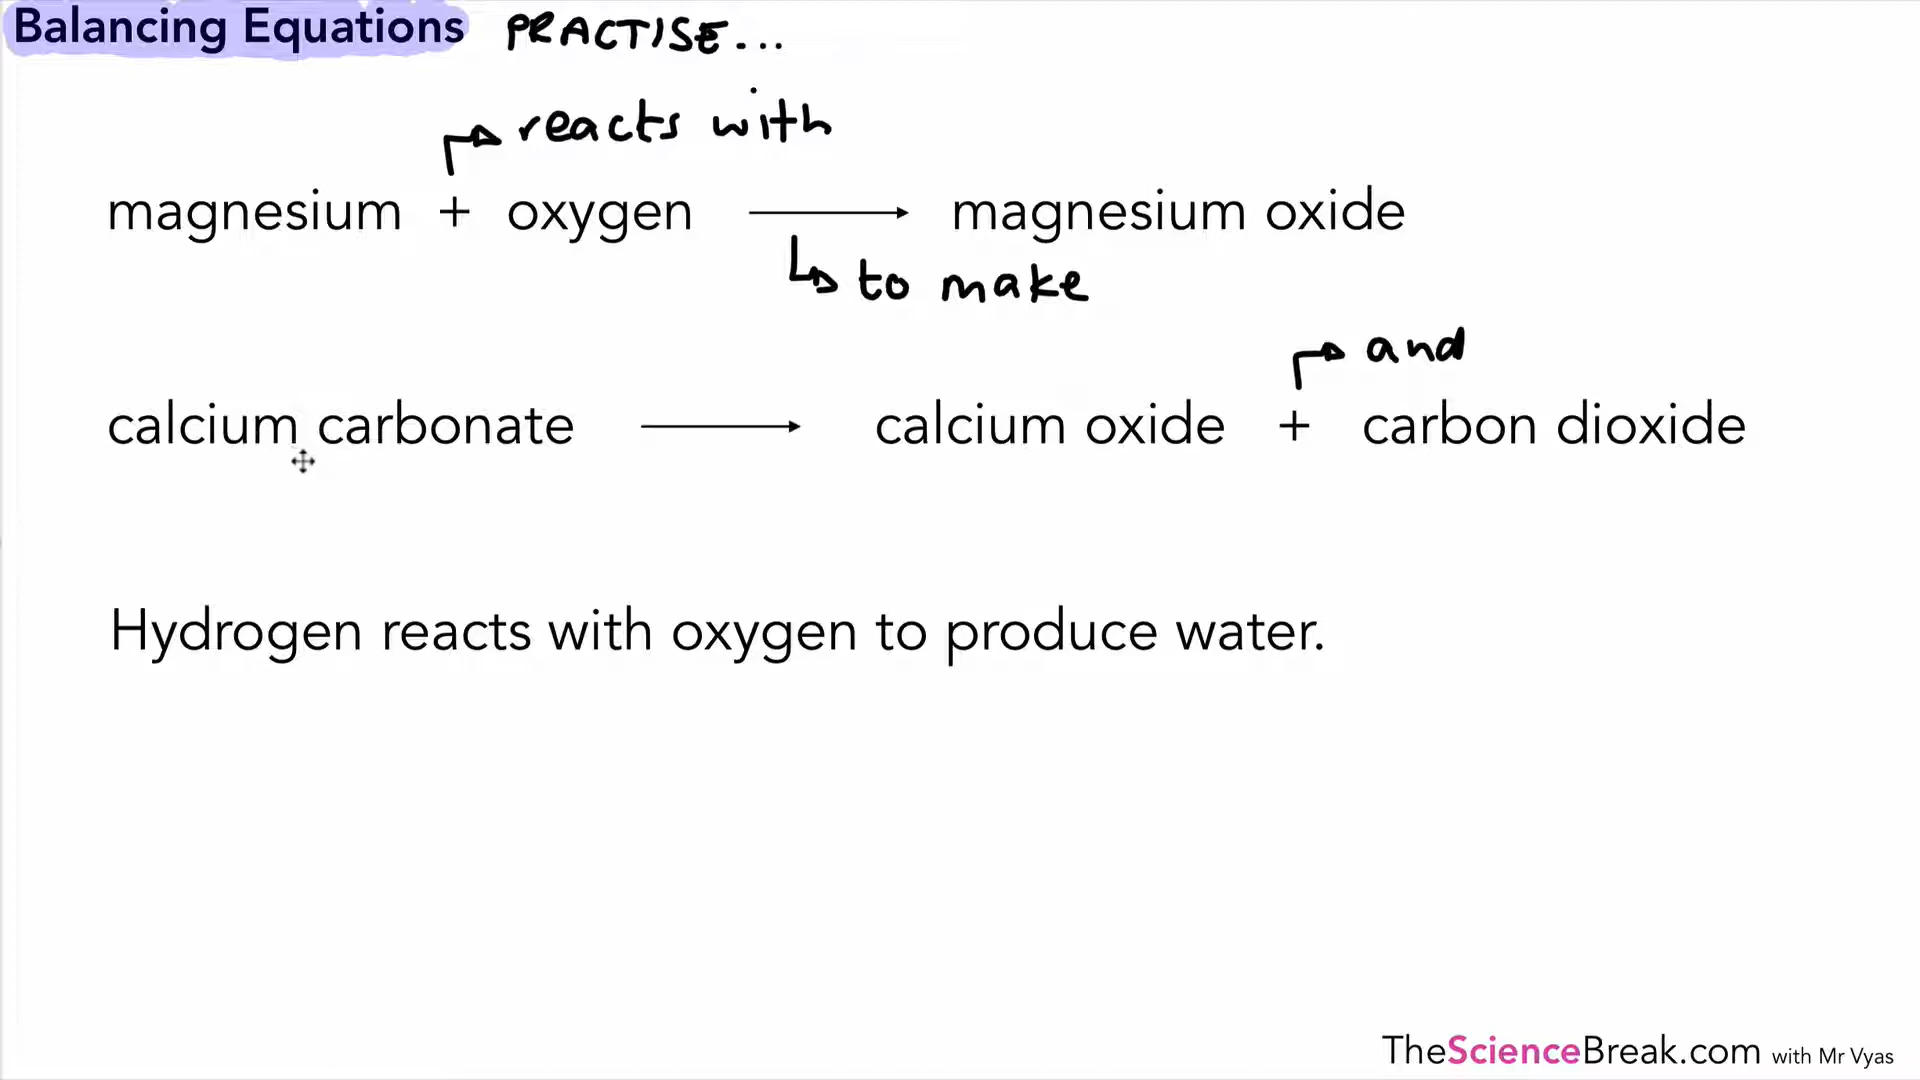 Balancing Equations PRACTISE...
reacts with
magnesium + oxygen → magnesium oxide
to make
and
calcium carbonate → calcium oxide + carbon dioxide
Hydrogen reacts with oxygen to produce water.
TheScienceBreak.com with Mr Vyas